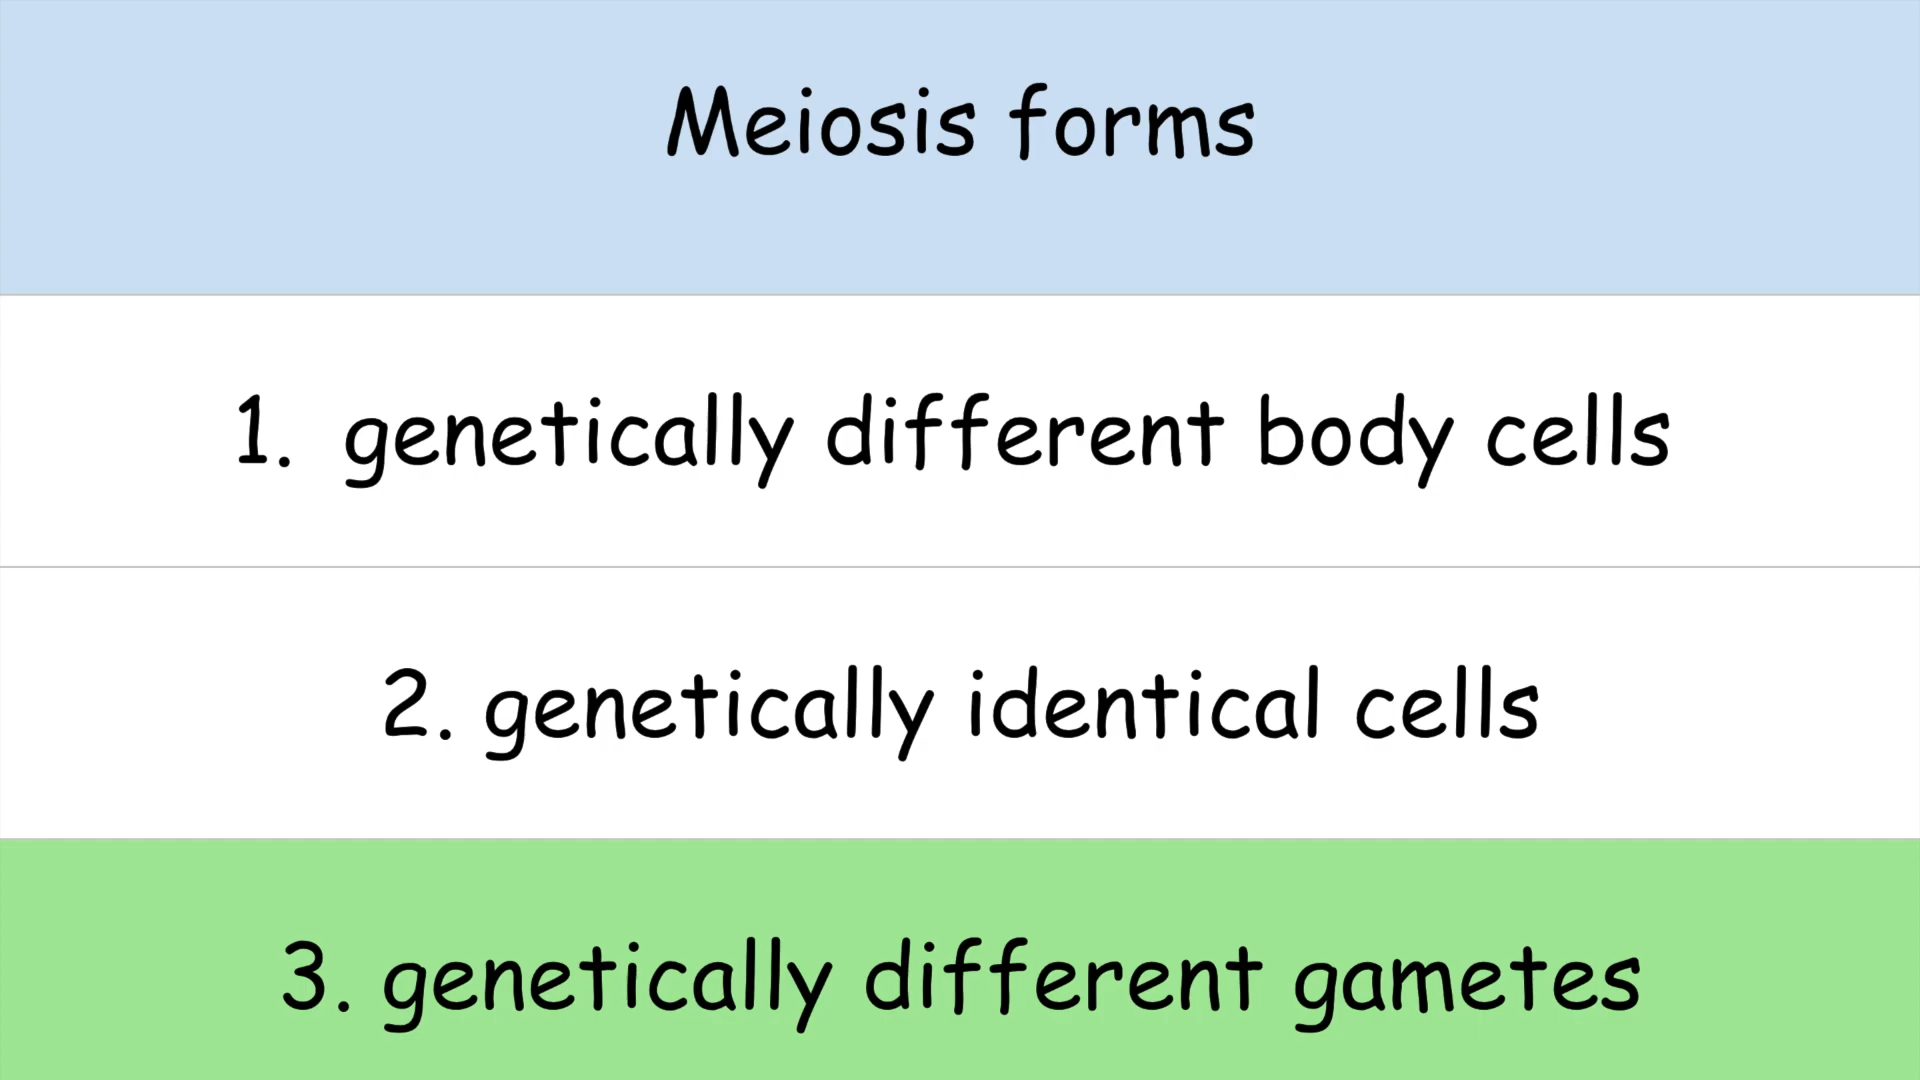 Meiosis forms
1. genetically different body cells
2. genetically identical cells
3. genetically different gametes